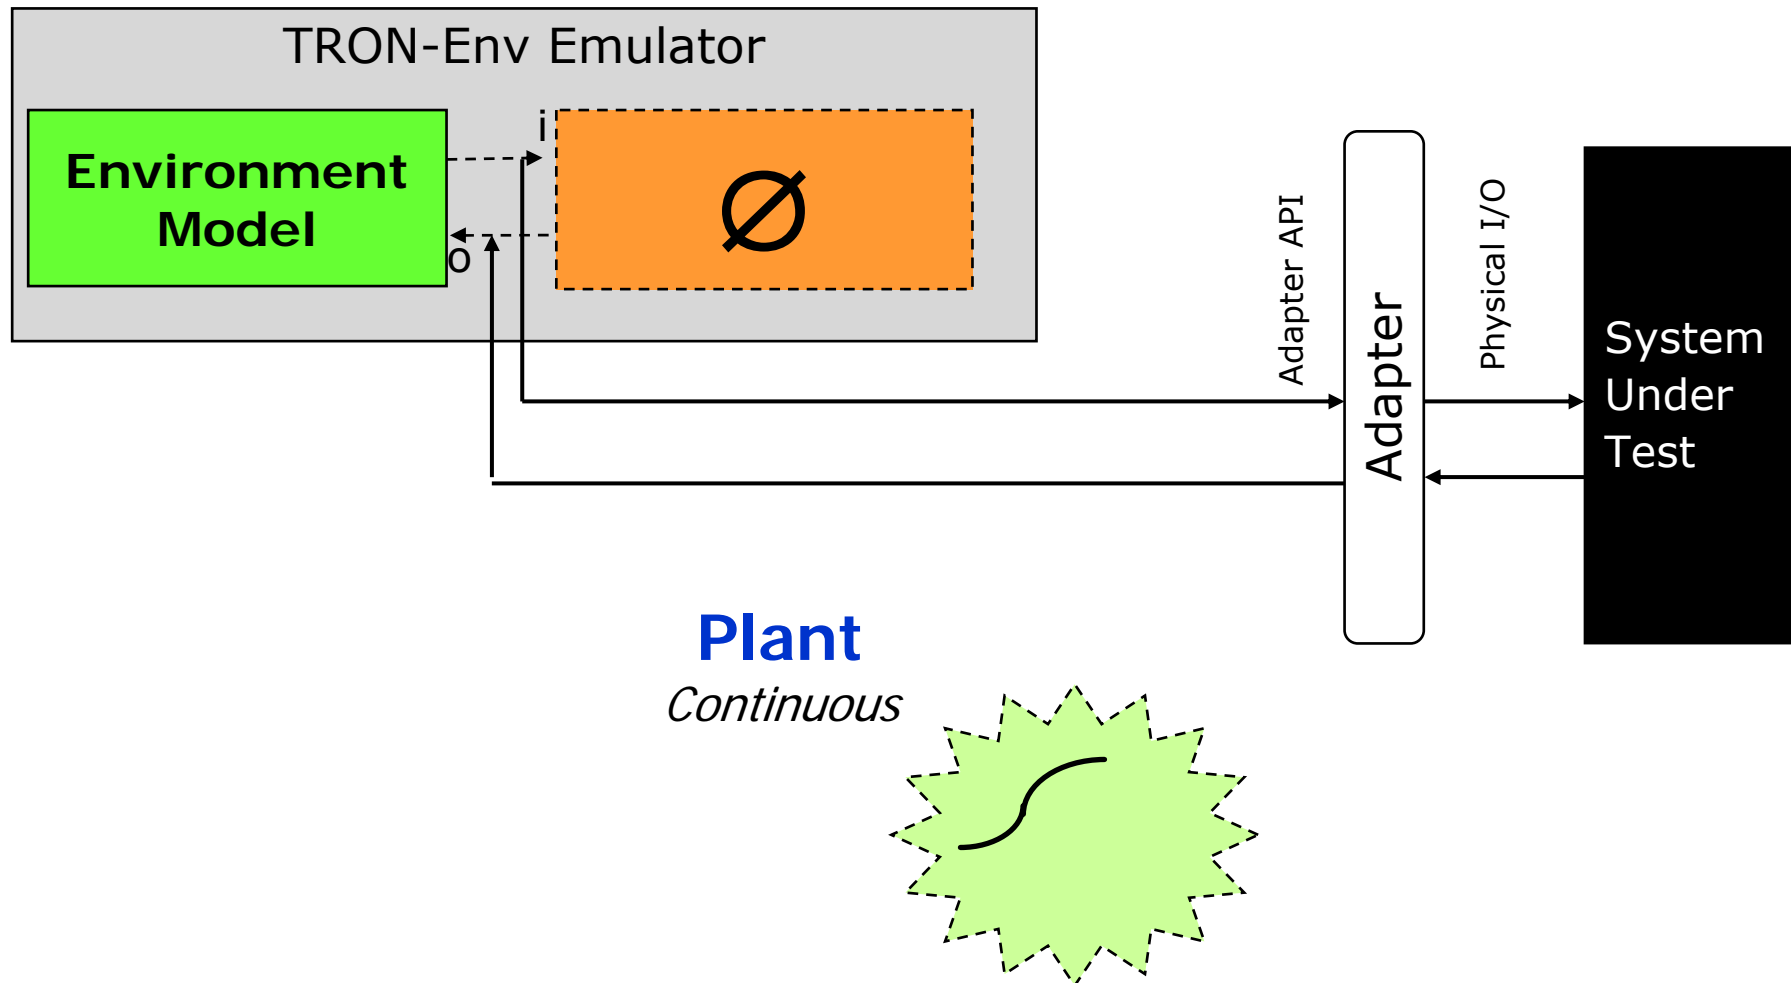 TRON-Env Emulator
Environment
Model
i
o
Ø
Adapter API
Adapter
Physical I/O
System
Under
Test
Plant
Continuous